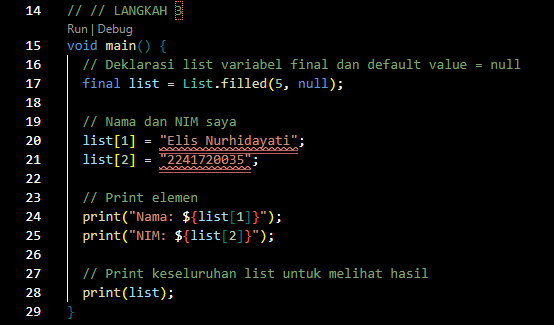 14 // // LANGKAH 3
Run | Debug
15 void main() {
16 // Deklarasi list variabel final dan default value = null
17 final list = List.filled(5, null);
18
19 // Nama dan NIM saya
20 list[1] = "Elis Nurhidayati";
21 list[2] = "2241720035";
22
23 // Print elemen
24 print("Nama: ${list[1]}");
25 print("NIM: ${list[2]}");
26
27 // Print keseluruhan list untuk melihat hasil
28 print(list);
29 }